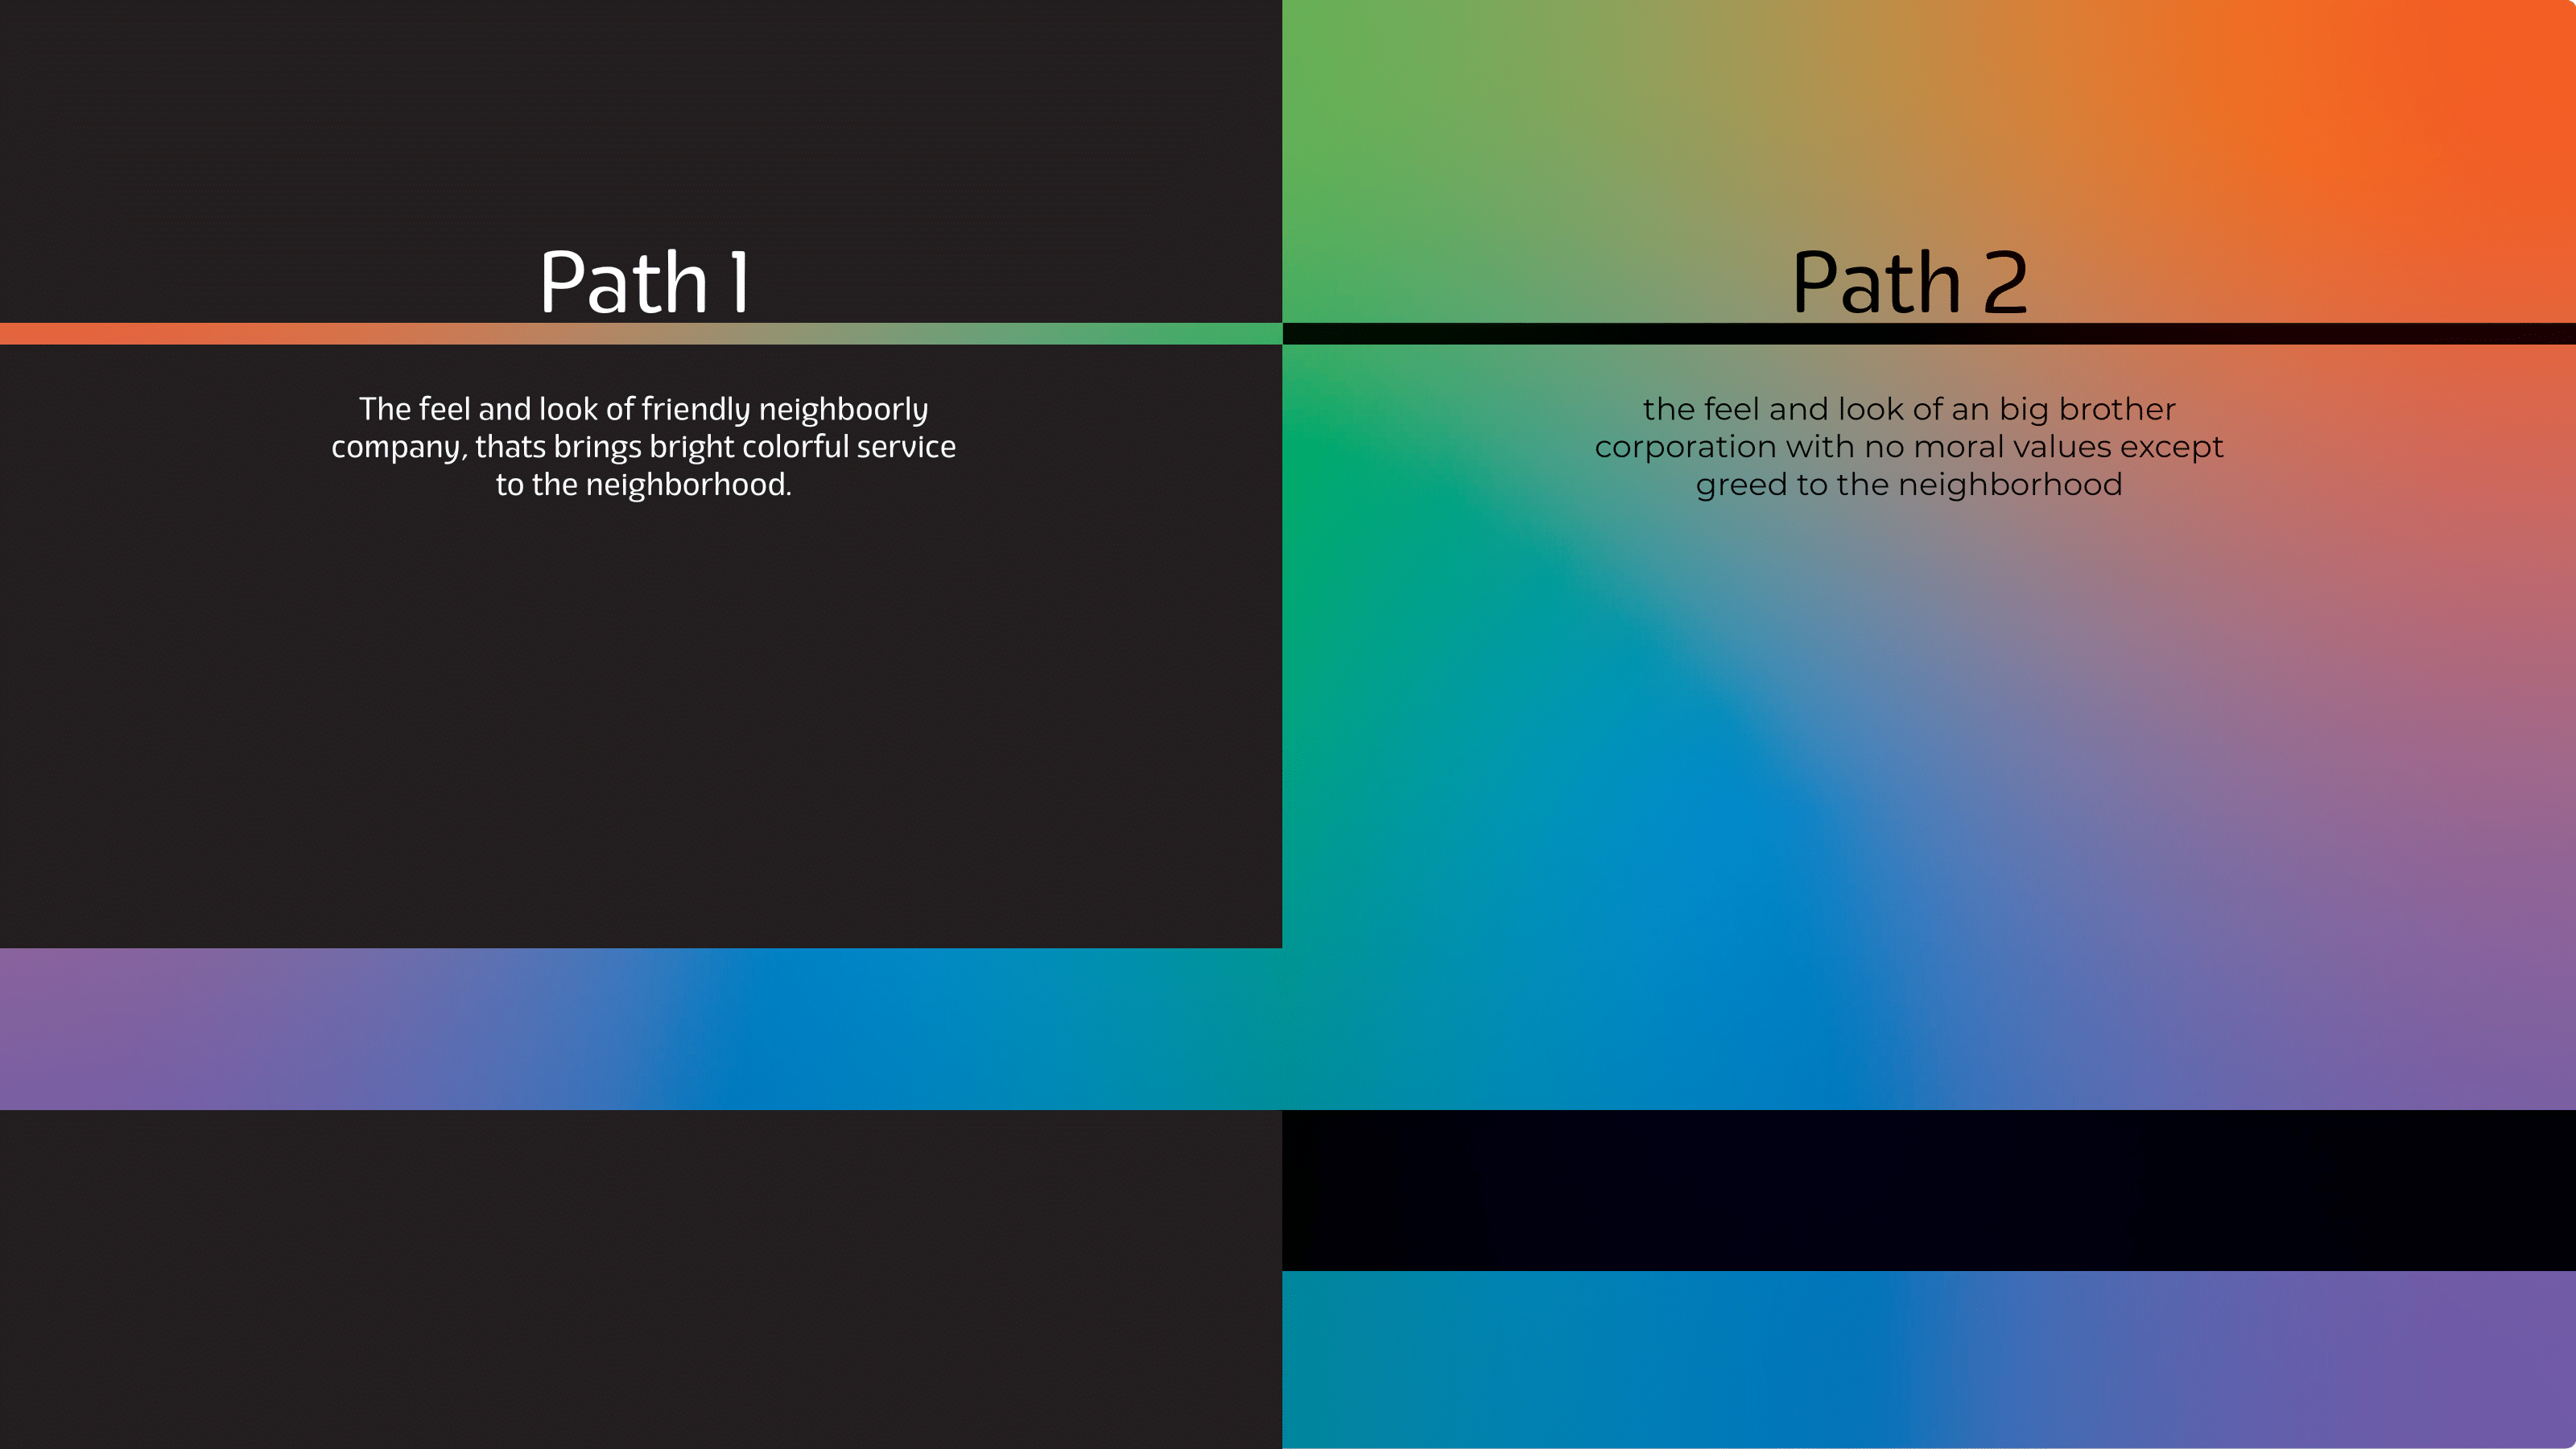 Path 1
The feel and look of friendly neighboorly
company, thats brings bright colorful service
to the neighborhood.
Path 2
the feel and look of an big brother
corporation with no moral values except
greed to the neighborhood